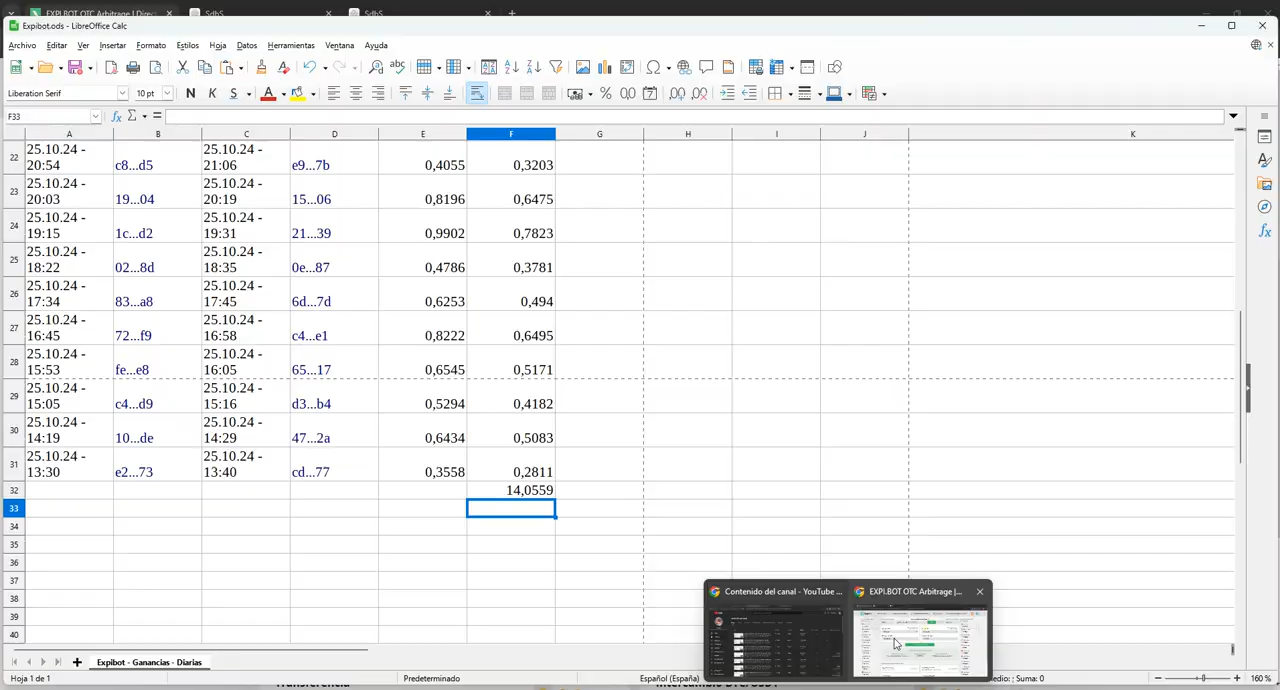 EXPI.BOT OTC Arbitrage | Direc
SdbS
SdbS
Expibot.ods - LibreOffice Calc
Archivo Editar Ver Insertar Formato Estilos Hoja Datos Herramientas Ventana Ayuda
Liberation Serif 10 pt N K S
F33
A B C D E F G H I J K
22 25.10.24 - 20:54 c8...d5 25.10.24 - 21:06 e9...7b 0,4055 0,3203
23 25.10.24 - 20:03 19...04 25.10.24 - 20:19 15...06 0,8196 0,6475
24 25.10.24 - 19:15 1c...d2 25.10.24 - 19:31 21...39 0,9902 0,7823
25 25.10.24 - 18:22 02...8d 25.10.24 - 18:35 0e...87 0,4786 0,3781
26 25.10.24 - 17:34 83...a8 25.10.24 - 17:45 6d...7d 0,6253 0,494
27 25.10.24 - 16:45 72...f9 25.10.24 - 16:58 c4...e1 0,8222 0,6495
28 25.10.24 - 15:53 fe...e8 25.10.24 - 16:05 65...17 0,6545 0,5171
29 25.10.24 - 15:05 c4...d9 25.10.24 - 15:16 d3...b4 0,5294 0,4182
30 25.10.24 - 14:19 10...de 25.10.24 - 14:29 47...2a 0,6434 0,5083
31 25.10.24 - 13:30 e2...73 25.10.24 - 13:40 cd...77 0,3558 0,2811
32 14,0559
33
34
35
36
37
38
39
40
Contenido del canal - YouTube ...
EXPI.BOT OTC Arbitrage |...
Expibot - Ganancias - Diarias
Hoja 1 de 1 Predeterminado Español (España) ; Suma: 0 160 %